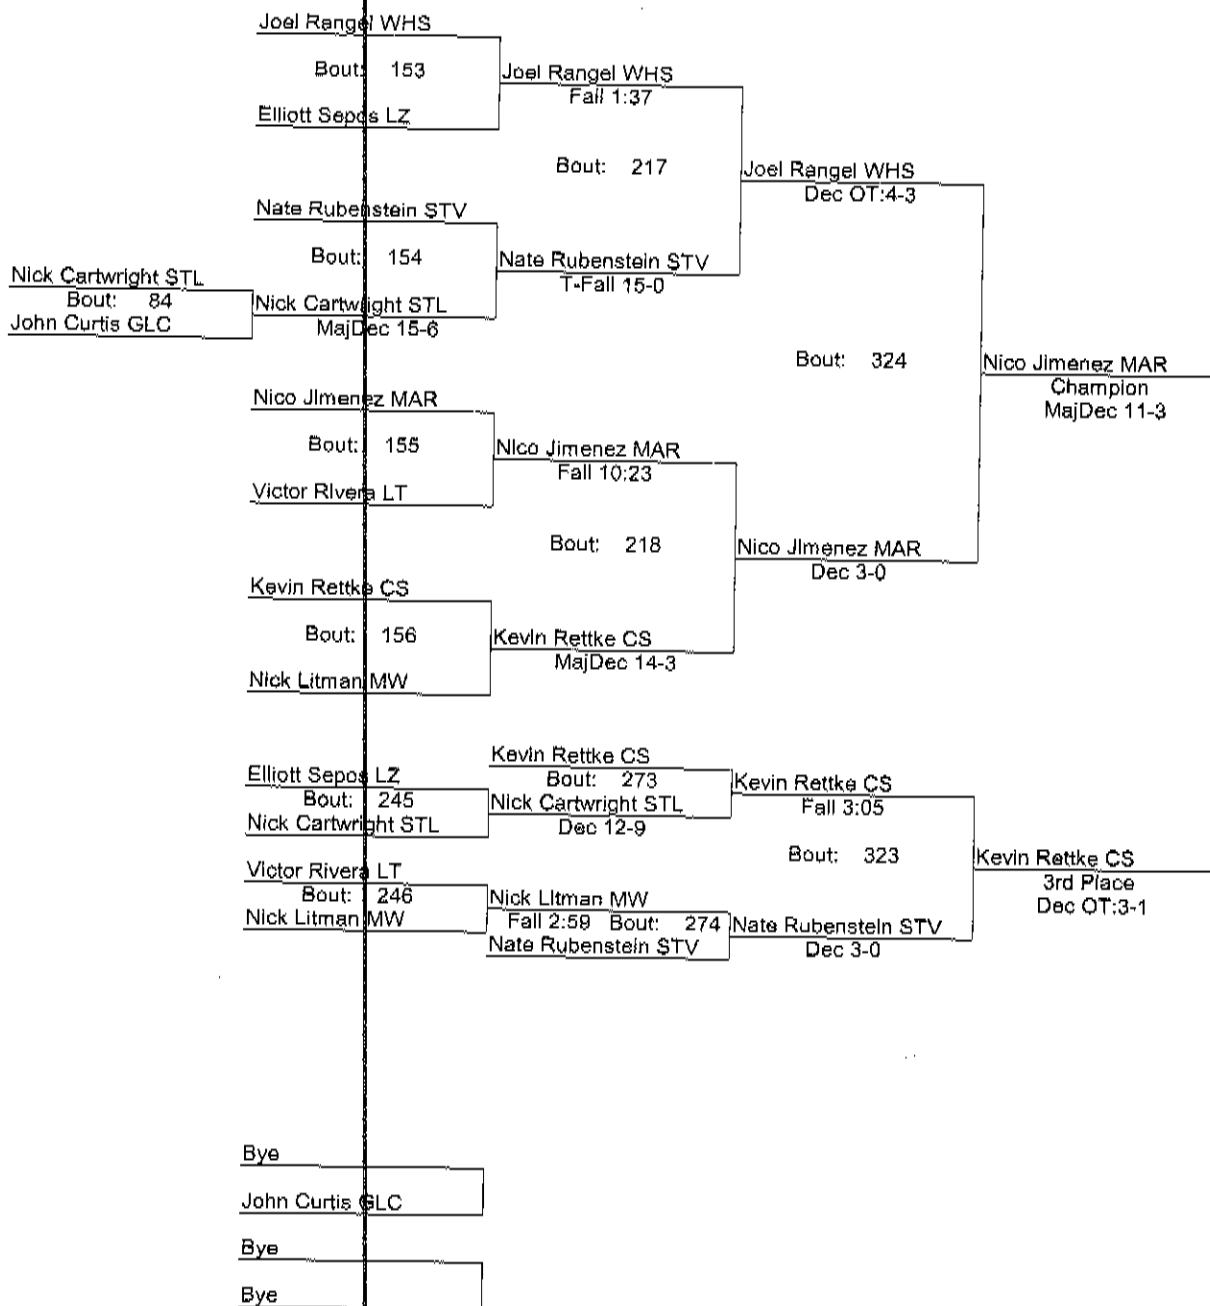 Joel Rangel WHS
Bout: 153
Joel Rangel WHS
Fall 1:37
Elliott Sepos LZ
Bout: 217
Joel Rangel WHS
Dec OT:4-3
Nate Rubenstein STV
Bout: 154
Nate Rubenstein STV
T-Fall 15-0
Nick Cartwright STL
Bout: 84
John Curtis GLC
Nick Cartwright STL
MajDec 15-6
Bout: 324
Nico Jimenez MAR
Champion
MajDec 11-3
Nico Jimenez MAR
Bout: 155
Nico Jimenez MAR
Fall 10:23
Victor Rivera LT
Bout: 218
Nico Jimenez MAR
Dec 3-0
Kevin Rettke CS
Bout: 156
Kevin Rettke CS
MajDec 14-3
Nick Litman MW
Kevin Rettke CS
Elliott Sepos LZ
Bout: 273
Kevin Rettke CS
Bout: 245
Nick Cartwright STL
Fall 3:05
Nick Cartwright STL
Dec 12-9
Bout: 323
Kevin Rettke CS
3rd Place
Dec OT:3-1
Victor Rivera LT
Bout: 246
Nick Litman MW
Nick Litman MW
Fall 2:59 Bout: 274
Nate Rubenstein STV
Nate Rubenstein STV
Dec 3-0
Bye
John Curtis GLC
Bye
Bye